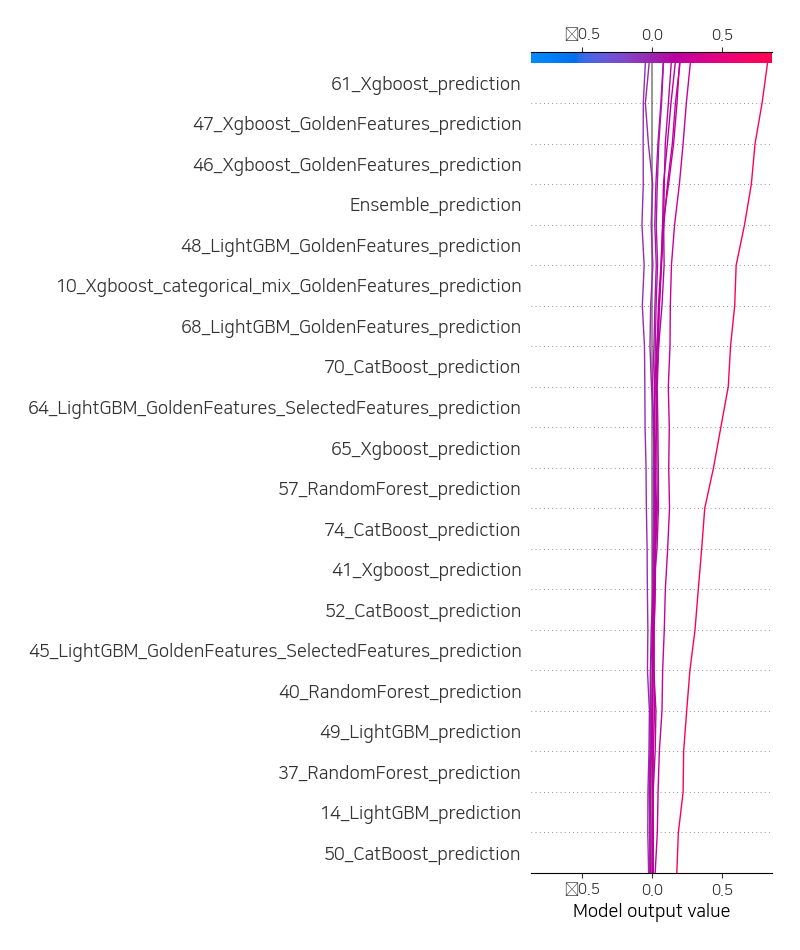 0.5 0.0 0.5
61_Xgboost_prediction
47_Xgboost_GoldenFeatures_prediction
46_Xgboost_GoldenFeatures_prediction
Ensemble_prediction
48_LightGBM_GoldenFeatures_prediction
10_Xgboost_categorical_mix_GoldenFeatures_prediction
68_LightGBM_GoldenFeatures_prediction
70_CatBoost_prediction
64_LightGBM_GoldenFeatures_SelectedFeatures_prediction
65_Xgboost_prediction
57_RandomForest_prediction
74_CatBoost_prediction
41_Xgboost_prediction
52_CatBoost_prediction
45_LightGBM_GoldenFeatures_SelectedFeatures_prediction
40_RandomForest_prediction
49_LightGBM_prediction
37_RandomForest_prediction
14_LightGBM_prediction
50_CatBoost_prediction
0.5 0.0 0.5
Model output value